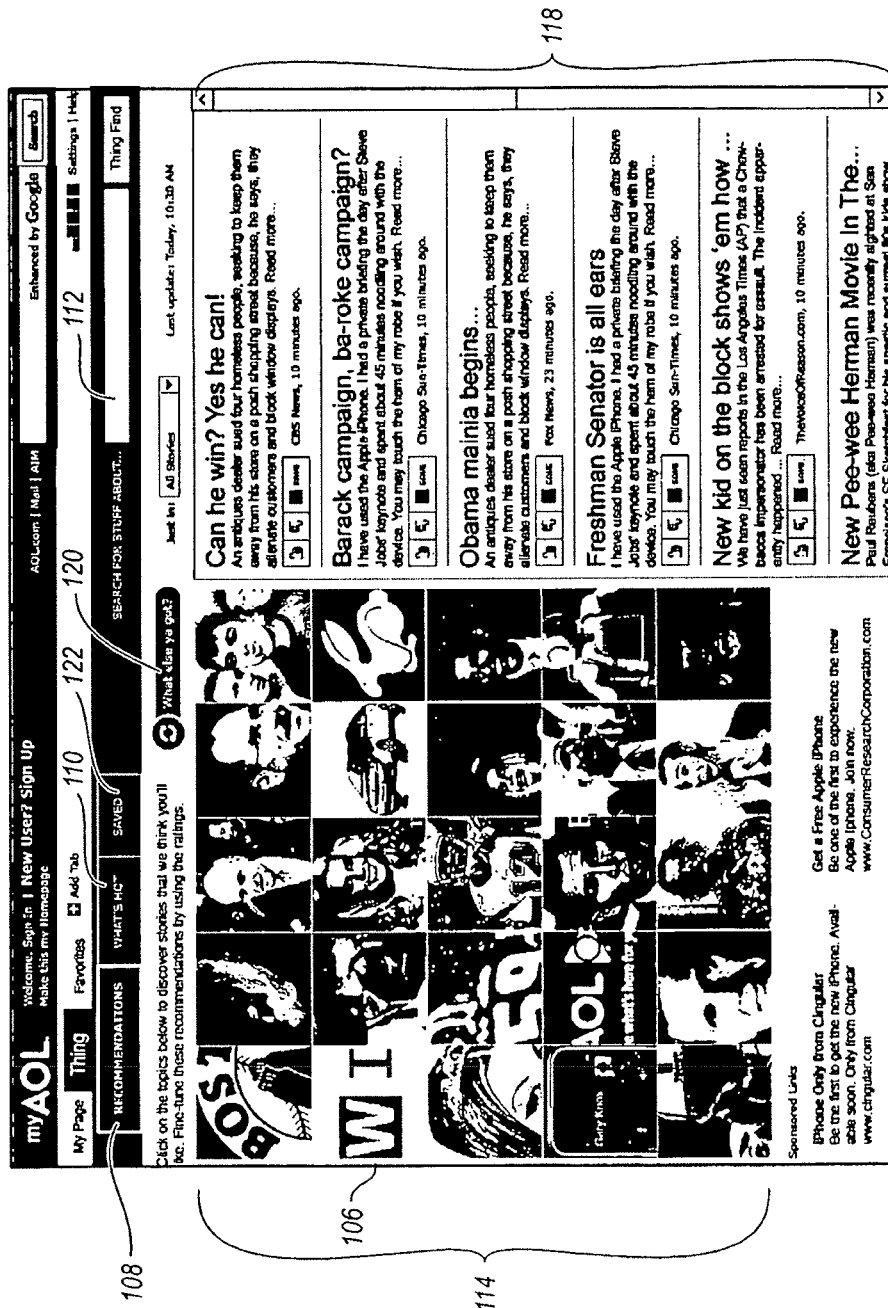 118
112
120
122
110
108
106
114
myAOL
Welcome. Sign In | New User? Sign Up
Make this my Homepage
AOL.com | Mail | AIM
Enhanced by Google
Search
My Page
Thing
Favorites
Add Tab
Settings | Help
RECOMMENDATIONS
WHAT'S HOT
SAVED
SEARCH FOR STUFF ABOUT...
Thing Find
Click on the topics below to discover stories that we think you'll
like. Fine-tune these recommendations by using the ratings.
What else ya got?
Just in:
All Stories
Last update: Today, 10:30 AM
BOS
W I
AOL
Can he win? Yes he can!
An antiques dealer sued four homeless people, seeking to keep them
away from his store on a posh shopping street because, he says, they
alienate customers and block window displays. Read more...
CBS News, 10 minutes ago.
Barack campaign, ba-roke campaign?
I have used the Apple iPhone. I had a private briefing the day after Steve
Jobs' keynote and spent about 45 minutes noodling around with the
device. You may touch the hem of my robe if you wish. Read more...
Chicago Sun-Times, 10 minutes ago.
Obama mainia begins...
An antiques dealer sued four homeless people, seeking to keep them
away from his store on a posh shopping street because, he says, they
alienate customers and block window displays. Read more...
Fox News, 23 minutes ago.
Freshman Senator is all ears
I have used the Apple iPhone. I had a private briefing the day after Steve
Jobs' keynote and spent about 45 minutes noodling around with the
device. You may touch the hem of my robe if you wish. Read more...
Chicago Sun-Times, 10 minutes ago.
New kid on the block shows 'em how ...
We have just seen reports in the Los Angeles Times (AP) that a Chew-
bacca impersonator has been arrested for assault. The incident appar-
ently happened ... Read more...
TheVoiceOfReason.com, 10 minutes ago.
New Pee-wee Herman Movie In The...
Paul Reubens (aka Pee-wee Herman) was recently sighted at San
Sponsored Links
iPhone Only from Cingular
Be the first to get the new iPhone. Avail-
able soon. Only from Cingular
www.cingular.com
Get a Free Apple iPhone
Be one of the first to experience the new
Apple Iphone. Join now.
www.ConsumerResearchCorporation.com